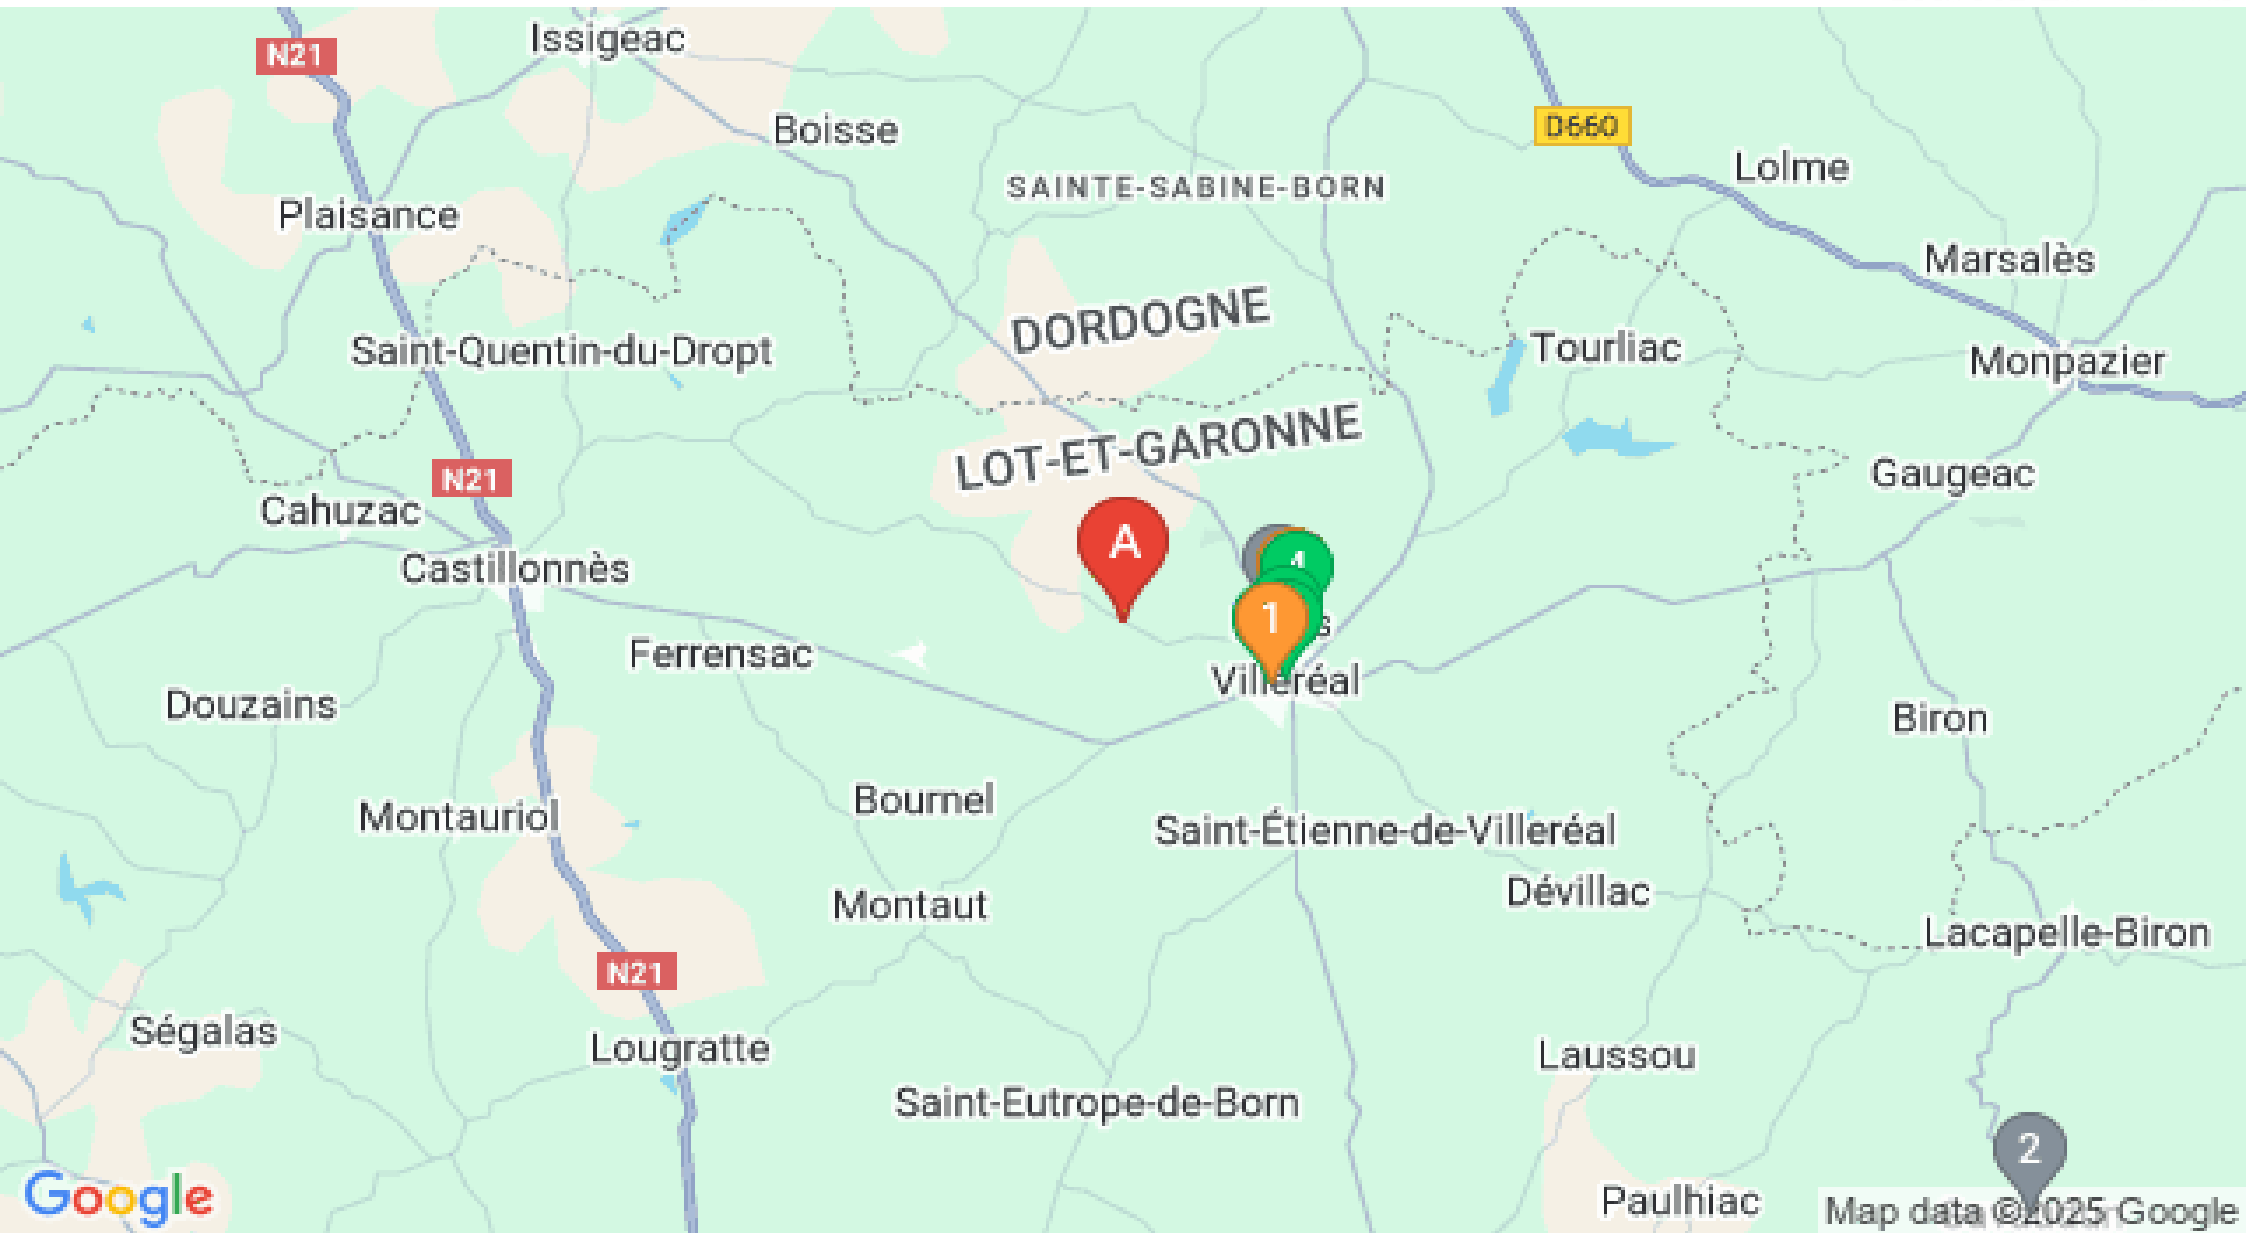 Issigeac
N21
Boisse
D660
Lolme
SAINTE-SABINE-BORN
Plaisance
Marsalès
DORDOGNE
Saint-Quentin-du-Dropt
Tourliac
Monpazier
LOT-ET-GARONNE
N21
Gaugeac
Cahuzac
A
4
Castillonnès
1
s
Ferrensac
Villeréal
Douzains
Biron
Bournel
Montauriol
Saint-Étienne-de-Villeréal
Dévillac
Montaut
Lacapelle-Biron
N21
Ségalas
Lougratte
Laussou
Saint-Eutrope-de-Born
2
Google
Paulhiac
Map data ©2025 Google